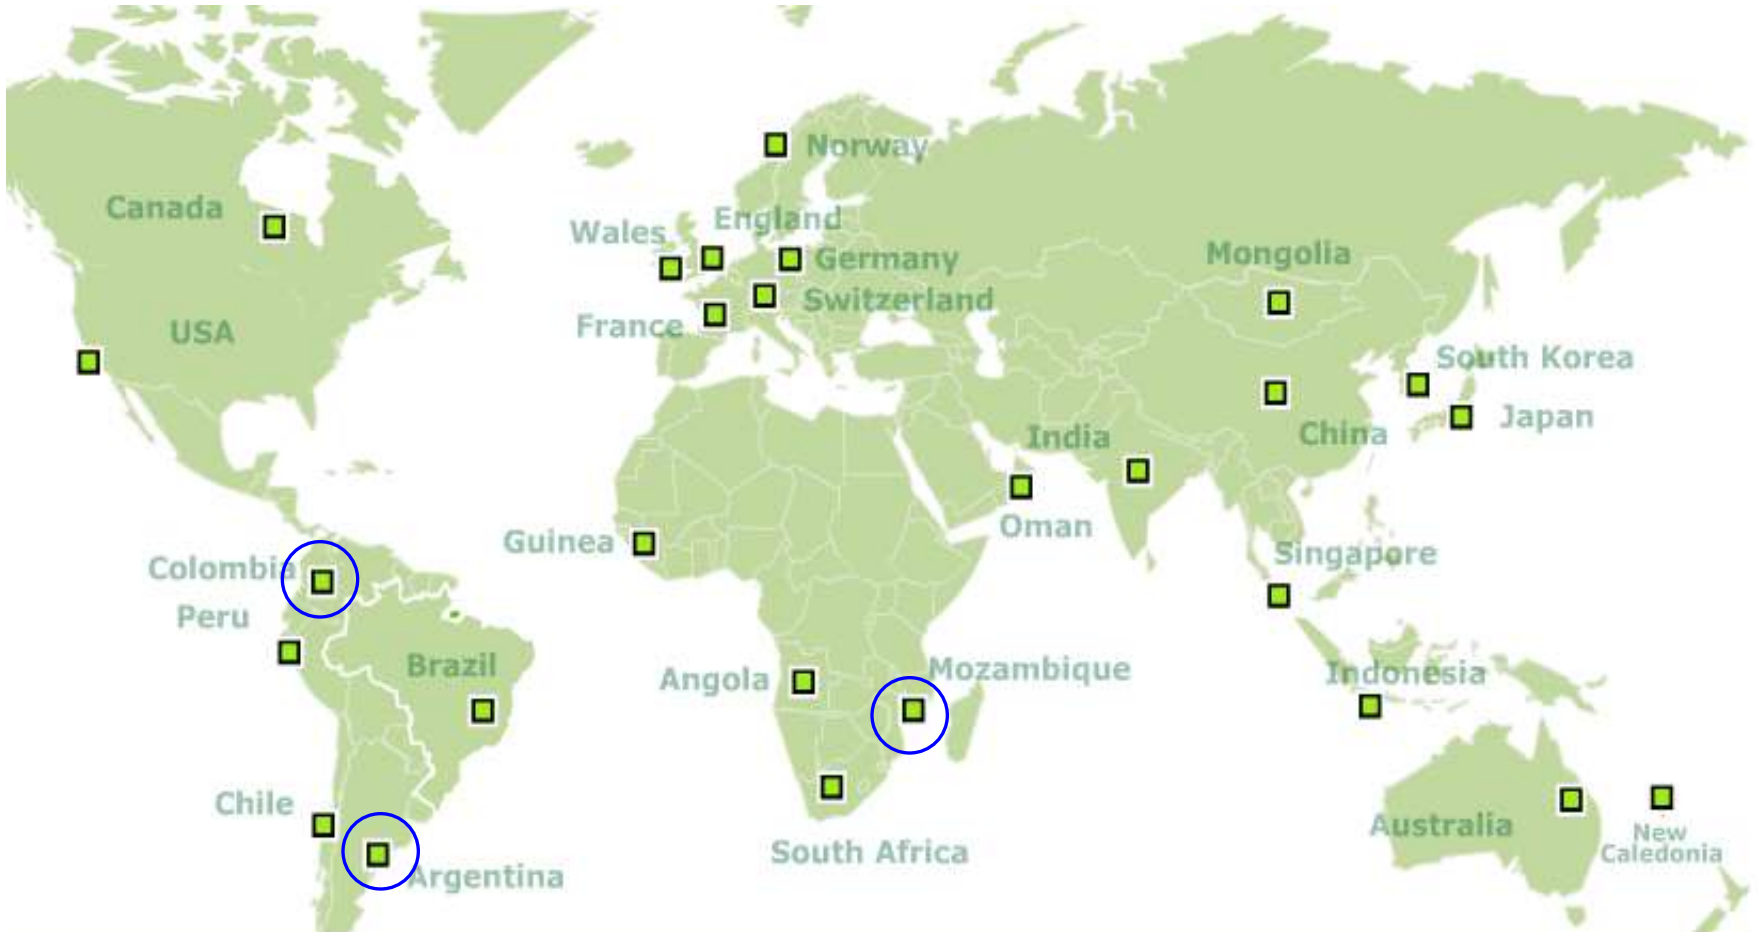 Norway
Canada
England
Wales
Mongolia
Germany
Switzerland
France
USA
South Korea
Japan
India
China
Oman
Guinea
Singapore
Colombia
Peru
Brazil
Angola
Mozambique
Indonesia
Chile
Australia
New
Caledonia
South Africa
Argentina